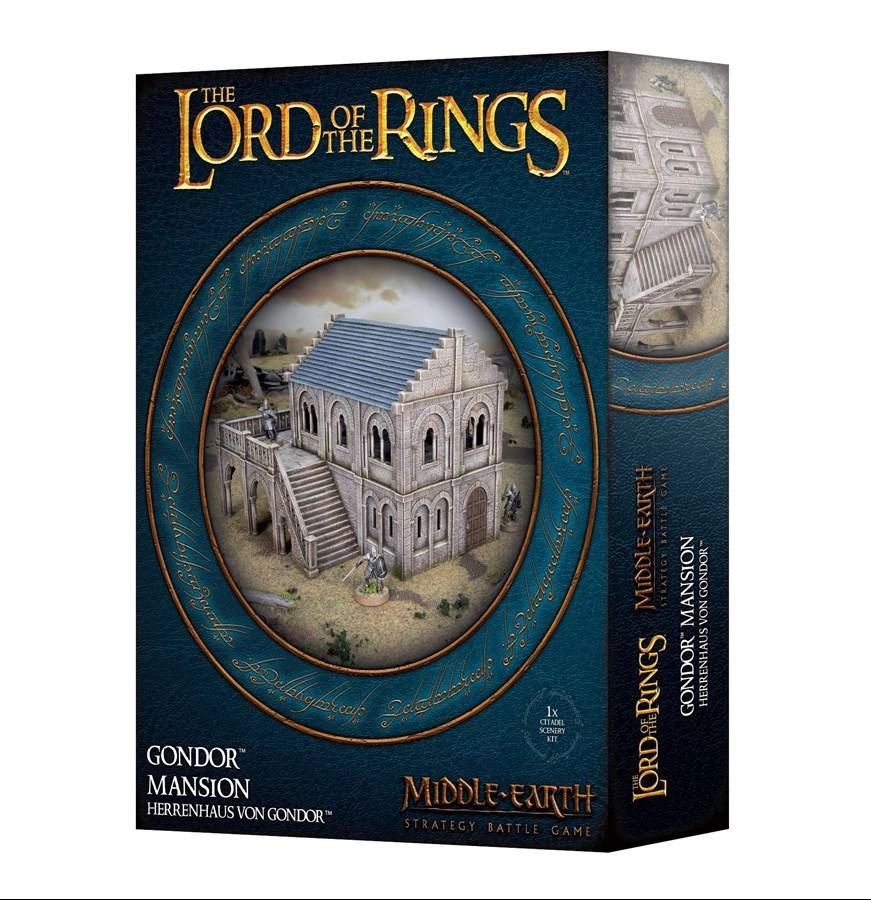 THE
LORD OF THE RINGS™
1x
CITADEL
SCENERY
KIT
GONDOR™
MANSION
HERRENHAUS VON GONDOR™
MIDDLE-EARTH
STRATEGY BATTLE GAME
THE LORD OF THE RINGS
MIDDLE-EARTH
STRATEGY BATTLE GAME
GONDOR™ MANSION
HERRENHAUS VON GONDOR™